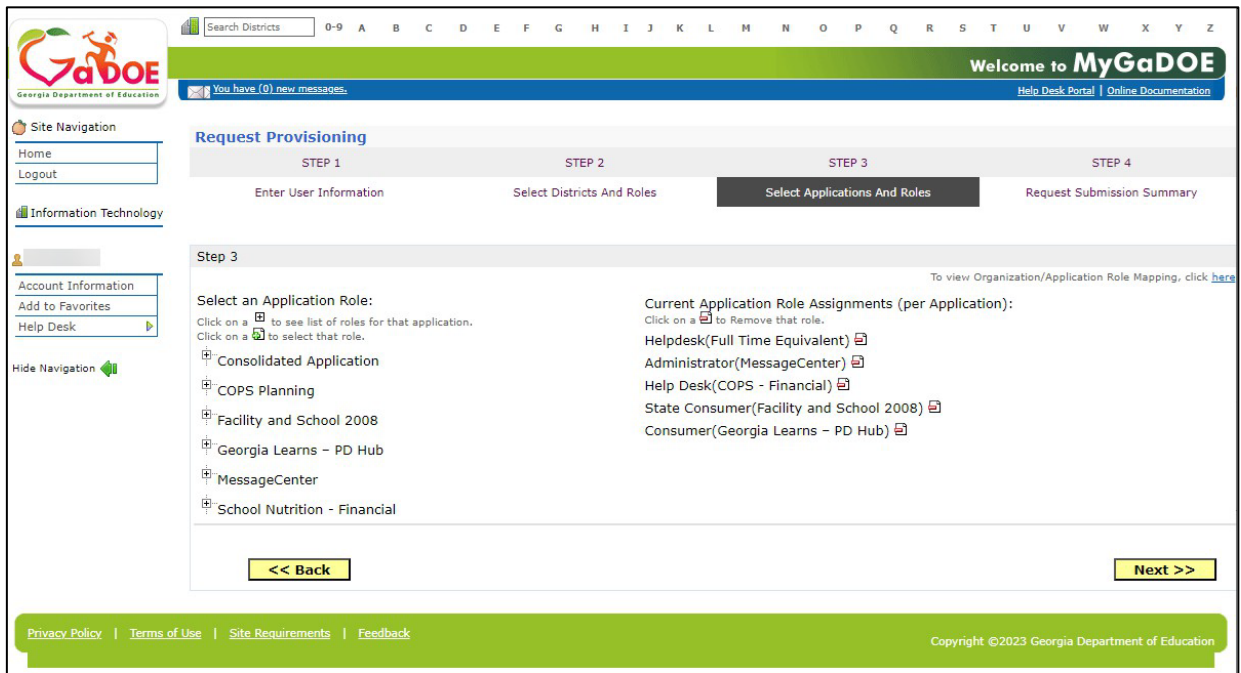 Search Districts 0-9 A B C D E F G H I J K L M N O P Q R S T U V W X Y Z
GaDOE
Georgia Department of Education
Welcome to MyGaDOE
You have (0) new messages.
Help Desk Portal | Online Documentation
Site Navigation
Home
Logout
Information Technology
Account Information
Add to Favorites
Help Desk
Hide Navigation
Request Provisioning
STEP 1 STEP 2 STEP 3 STEP 4
Enter User Information Select Districts And Roles Select Applications And Roles Request Submission Summary
Step 3
To view Organization/Application Role Mapping, click here
Select an Application Role:
Click on a to see list of roles for that application.
Click on a to select that role.
Consolidated Application
COPS Planning
Facility and School 2008
Georgia Learns – PD Hub
MessageCenter
School Nutrition - Financial
Current Application Role Assignments (per Application):
Click on a to Remove that role.
Helpdesk(Full Time Equivalent)
Administrator(MessageCenter)
Help Desk(COPS - Financial)
State Consumer(Facility and School 2008)
Consumer(Georgia Learns – PD Hub)
<< Back
Next >>
Privacy Policy | Terms of Use | Site Requirements | Feedback
Copyright ©2023 Georgia Department of Education